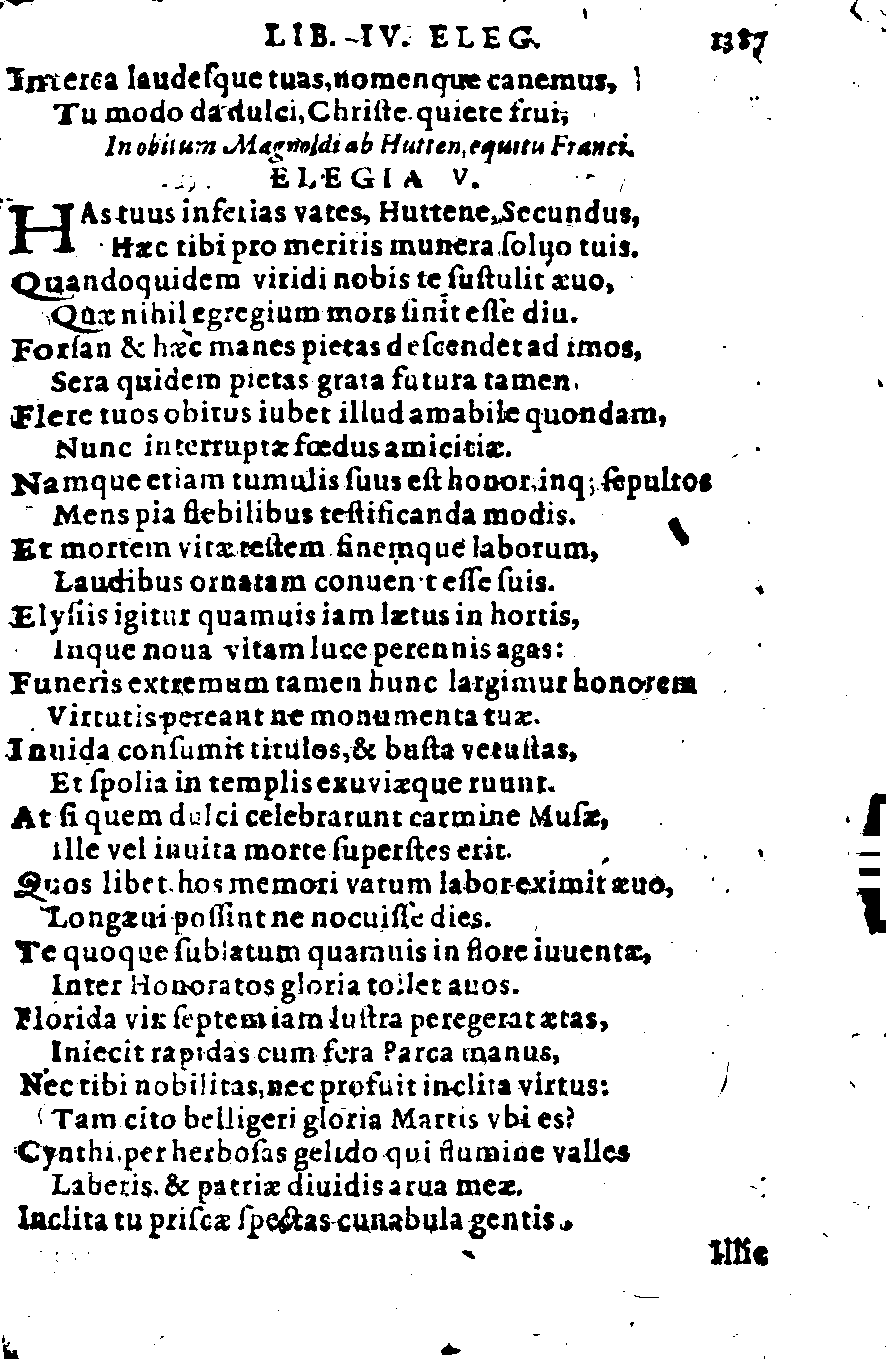 LIB. IV. ELEG. 1387
Interea laudesque tuas, nomenque canemus,
Tu modo da dulci, Christe quiete frui,
In obitum Magnoldi ab Hutten, equitu Franci.
ELEGIA V.
HAs tuus inferias vates, Huttene, Secundus,
Hæc tibi pro meritis munera soluo tuis.
Quandoquidem viridi nobis te sustulit æuo,
Quæ nihil egregium mors sinit esse diu.
Forsan & hæc manes pietas descendet ad imos,
Sera quidem pietas grata futura tamen.
Flere tuos obitus iubet illud amabile quondam,
Nunc interruptæ fœdus amicitiæ.
Namque etiam tumulis suus est honor, inq; sepultos
Mens pia flebilibus testificanda modis.
Et mortem vitæ testem finemque laborum,
Laudibus ornatam conuen t esse suis.
Elysiis igitur quamuis iam lætus in hortis,
Inque noua vitam luce perennis agas:
Funeris extremum tamen hunc largimur honorem
Virtutis pereant ne monumenta tuæ.
Inuida consumit titulos, & busta vetustas,
Et spolia in templis exuviæque ruunt.
At si quem dulci celebrarunt carmine Musæ,
Ille vel inuita morte superstes erit.
Quos libet hos memori vatum labor eximit æuo,
Longæui possint ne nocuisse dies.
Te quoque sublatum quamuis in flore iuuentæ,
Inter Honoratos gloria tollet auos.
Florida vix septem iam lustra peregerat ætas,
Iniecit rapidas cum fera Parca manus,
Nec tibi nobilitas, nec profuit inclita virtus:
Tam cito belligeri gloria Martis vbi es?
Cynthi, per herbosas gelido qui flumine valles
Laberis, & patriæ diuidis arua meæ.
Inclita tu priscæ spectas cunabula gentis,
Illic